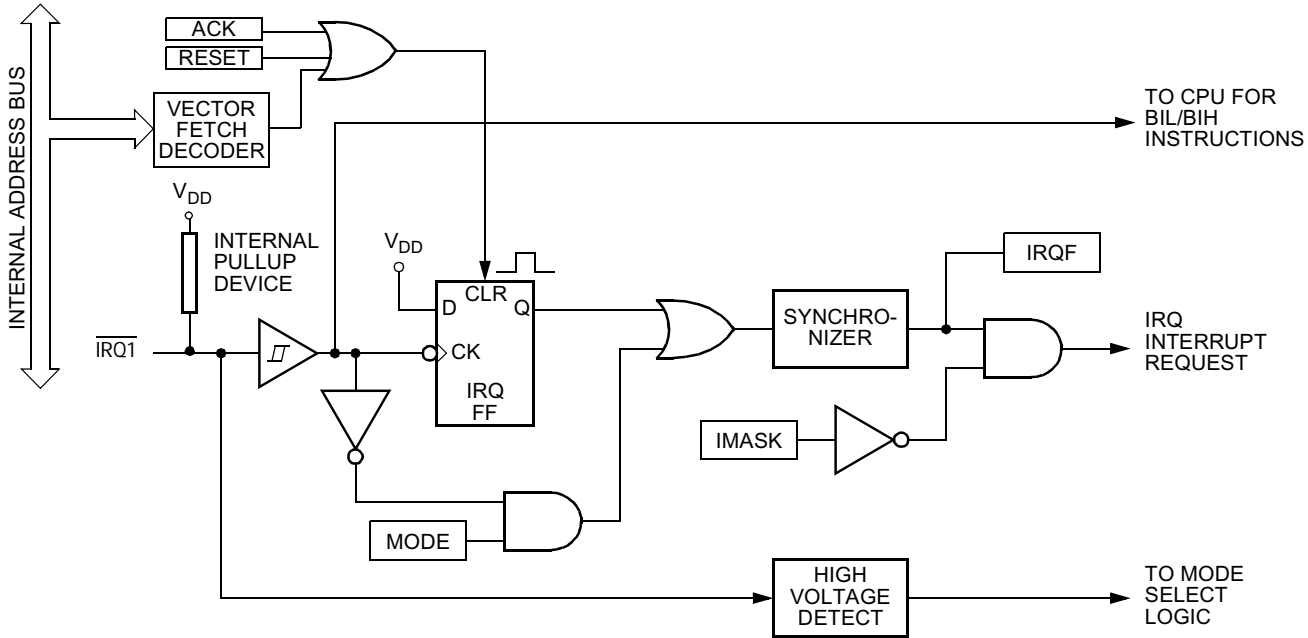 INTERNAL ADDRESS BUS
ACK
RESET
VECTOR
FETCH
DECODER
TO CPU FOR
BIL/BIH
INSTRUCTIONS
VDD
INTERNAL
PULLUP
DEVICE
VDD
CLR
D
Q
CK
IRQ
FF
IRQ1
SYNCHRO-
NIZER
IRQF
IRQ
INTERRUPT
REQUEST
IMASK
MODE
HIGH
VOLTAGE
DETECT
TO MODE
SELECT
LOGIC